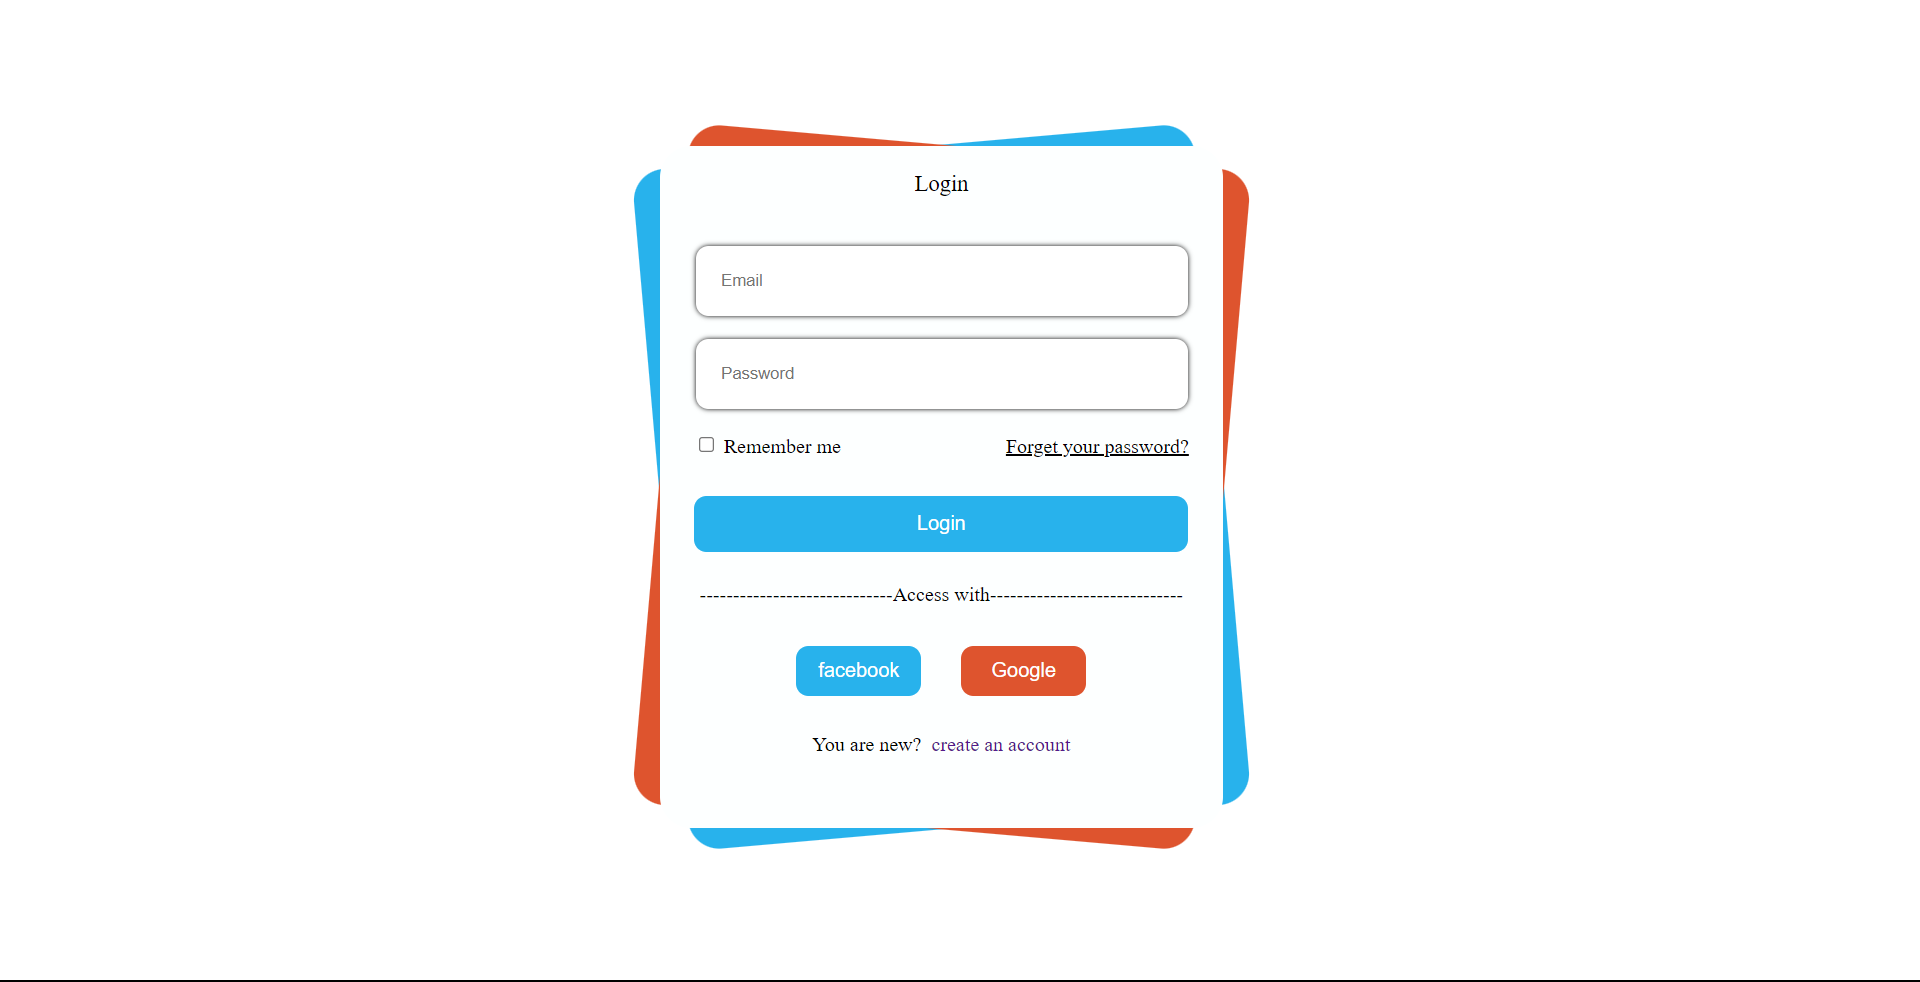 Login
Email
Password
Remember me Forget your password?
Login
-----------------------------Access with-----------------------------
facebook Google
You are new? create an account